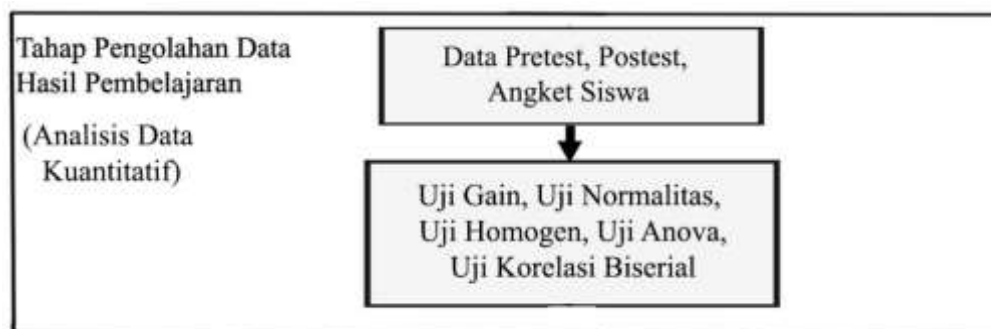 Tahap Pengolahan Data
Hasil Pembelajaran
(Analisis Data
Kuantitatif)
Data Pretest, Postest,
Angket Siswa
Uji Gain, Uji Normalitas,
Uji Homogen, Uji Anova,
Uji Korelasi Biserial